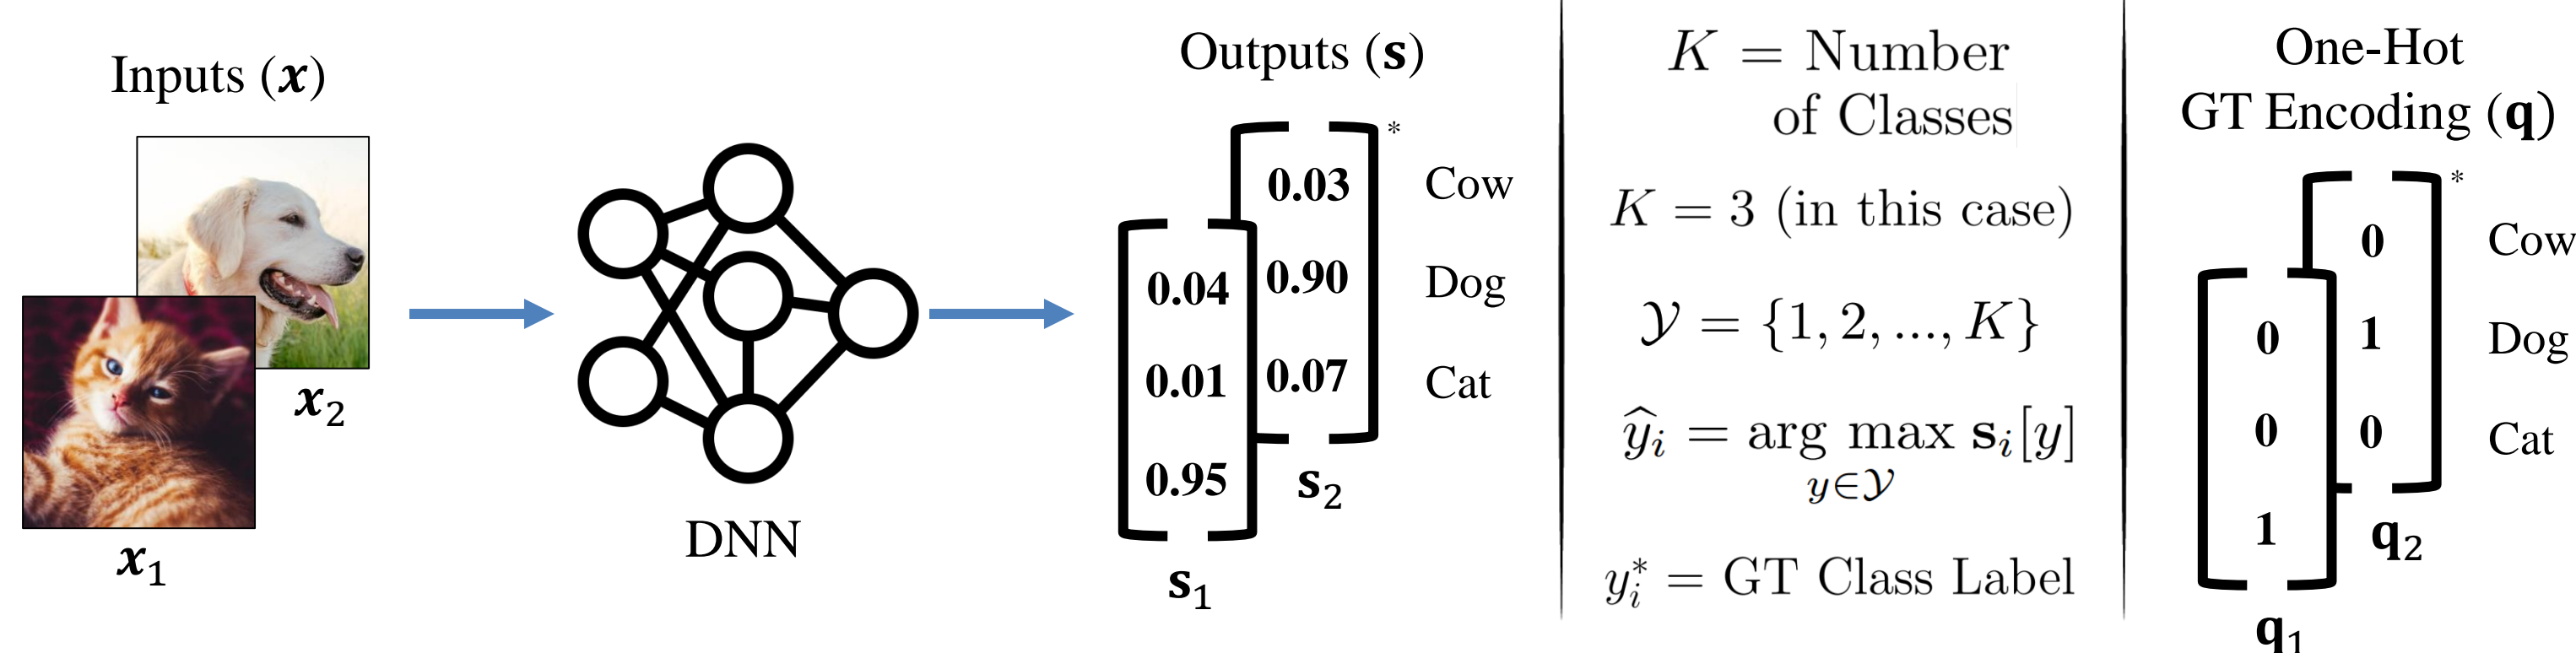 Inputs (x)
x₂
x₁
DNN
Outputs (s)
*
0.03 Cow
0.90 Dog
0.07 Cat
s₂
0.04
0.01
0.95
s₁
K = Number
of Classes
K = 3 (in this case)
𝒴 = {1, 2, ..., K}
ŷᵢ = arg max sᵢ[y]
y∈𝒴
yᵢ* = GT Class Label
One-Hot
GT Encoding (q)
*
0 Cow
1 Dog
0 Cat
q₂
0
0
1
q₁